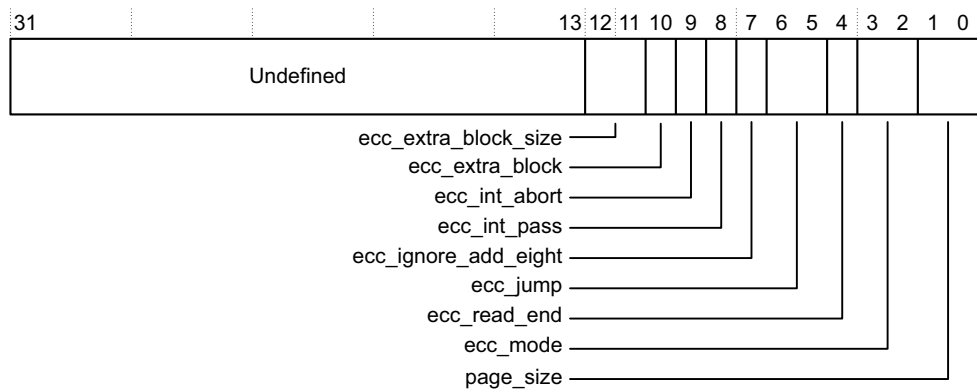 31 13 12 11 10 9 8 7 6 5 4 3 2 1 0
Undefined
ecc_extra_block_size
ecc_extra_block
ecc_int_abort
ecc_int_pass
ecc_ignore_add_eight
ecc_jump
ecc_read_end
ecc_mode
page_size